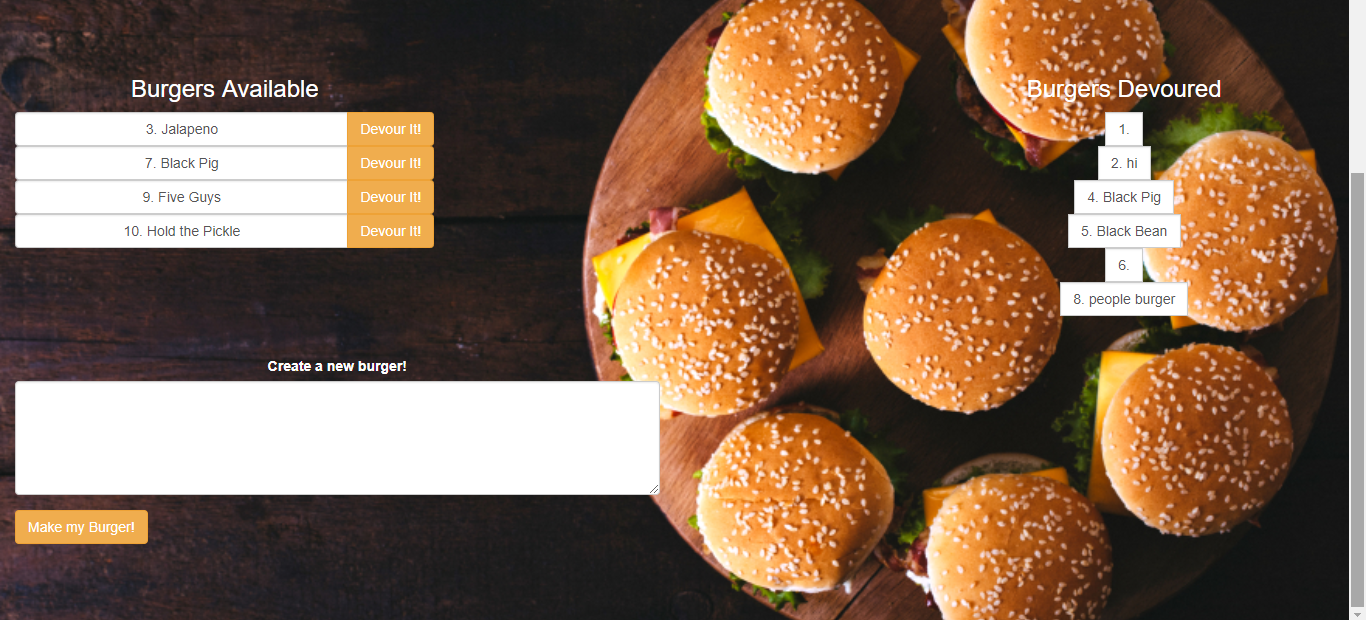 Burgers Available
3. Jalapeno Devour It!
7. Black Pig Devour It!
9. Five Guys Devour It!
10. Hold the Pickle Devour It!
Burgers Devoured
1.
2. hi
4. Black Pig
5. Black Bean
6.
8. people burger
Create a new burger!
Make my Burger!